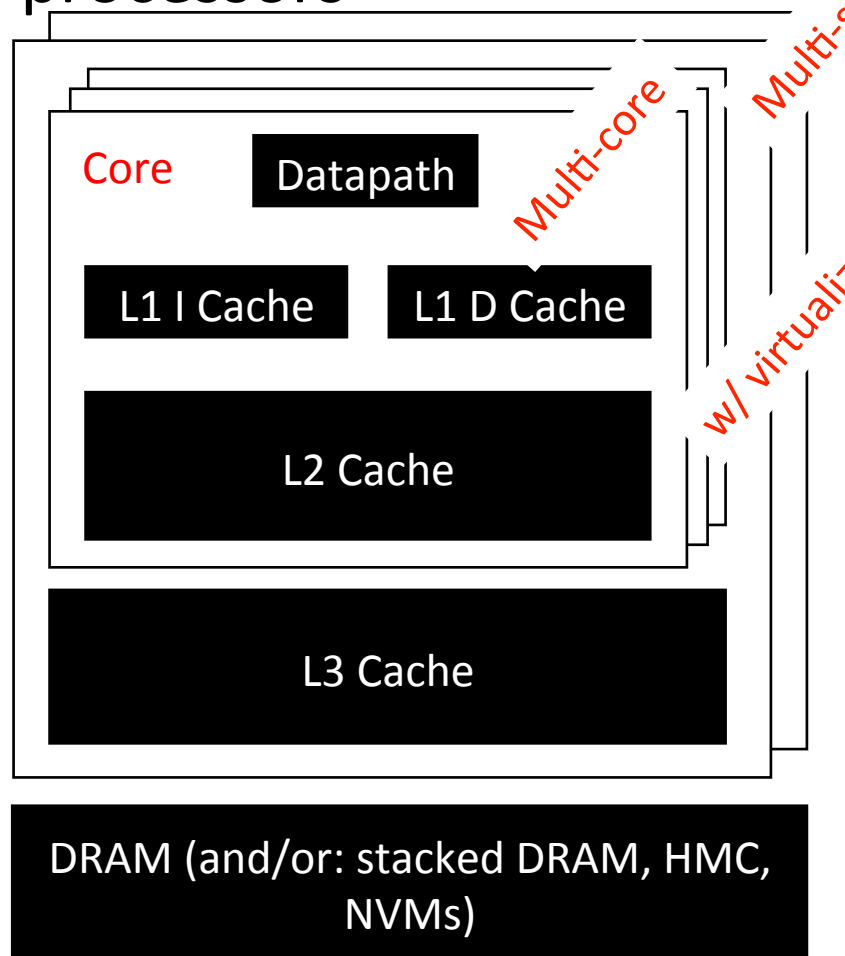 Core
Datapath
Multi-core
L1 I Cache
L1 D Cache
L2 Cache
w/
L3 Cache
DRAM (and/or: stacked DRAM, HMC,
NVMs)